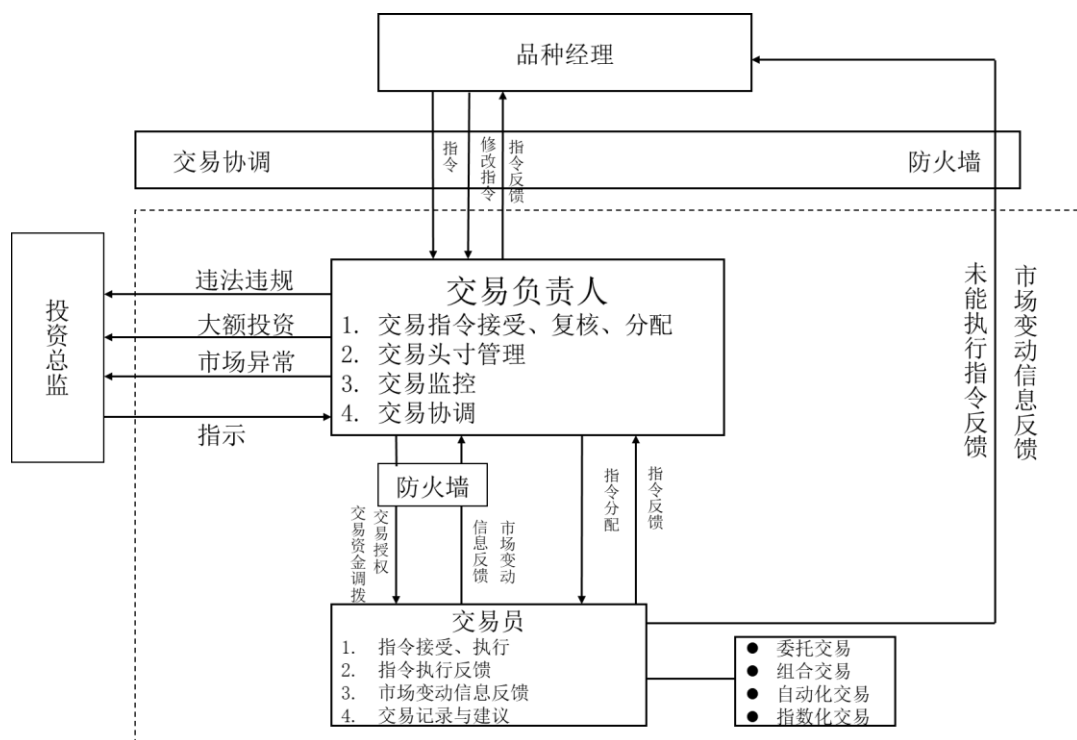 品种经理
交易协调
防火墙
指令
修改指令
指令反馈
投资总监
违法违规
大额投资
市场异常
指示
交易负责人
1. 交易指令接受、复核、分配
2. 交易头寸管理
3. 交易监控
4. 交易协调
未能执行指令反馈
市场变动信息反馈
防火墙
交易资金调拨
交易授权
信息反馈
市场变动
指令分配
指令反馈
交易员
1. 指令接受、执行
2. 指令执行反馈
3. 市场变动信息反馈
4. 交易记录与建议
● 委托交易
● 组合交易
● 自动化交易
● 指数化交易